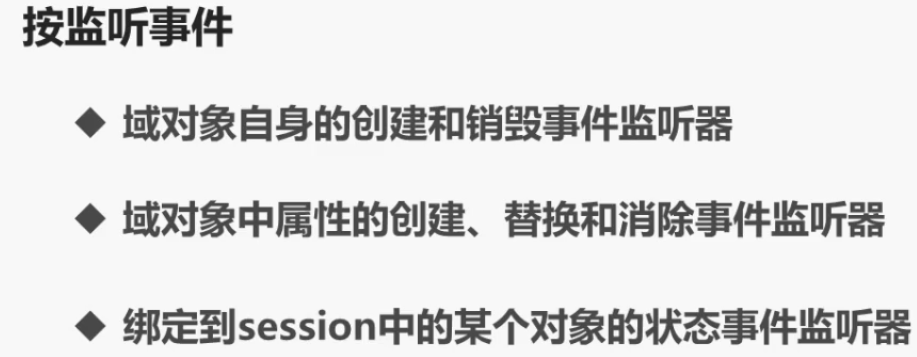 按监听事件
◆ 域对象自身的创建和销毁事件监听器
◆ 域对象中属性的创建、替换和消除事件监听器
◆ 绑定到session中的某个对象的状态事件监听器